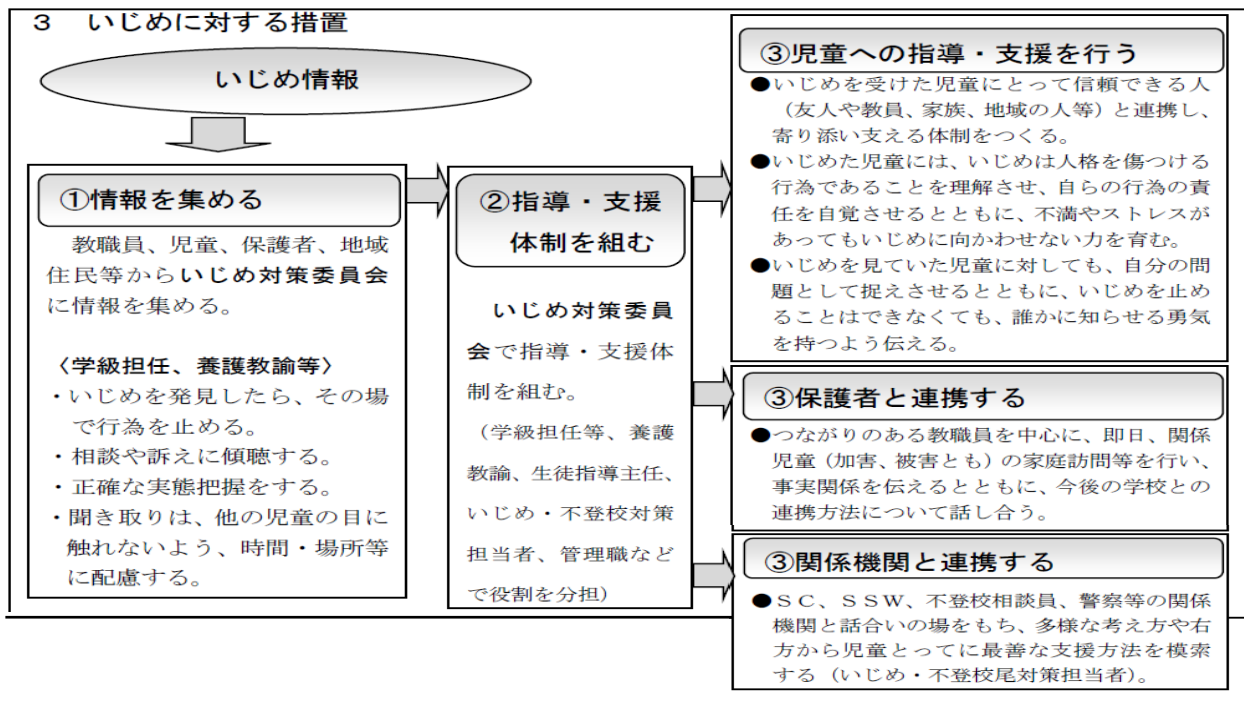 ３　いじめに対する措置
いじめ情報
①情報を集める
教職員、児童、保護者、地域
住民等からいじめ対策委員会
に情報を集める。
〈学級担任、養護教諭等〉
・いじめを発見したら、その場
で行為を止める。
・相談や訴えに傾聴する。
・正確な実態把握をする。
・聞き取りは、他の児童の目に
触れないよう、時間・場所等
に配慮する。
②指導・支援
体制を組む
いじめ対策委員
会で指導・支援体
制を組む。
（学級担任等、養護
教諭、生徒指導主任、
いじめ・不登校対策
担当者、管理職など
で役割を分担）
③児童への指導・支援を行う
●いじめを受けた児童にとって信頼できる人
（友人や教員、家族、地域の人等）と連携し、
寄り添い支える体制をつくる。
●いじめた児童には、いじめは人格を傷つける
行為であることを理解させ、自らの行為の責
任を自覚させるとともに、不満やストレスが
あってもいじめに向かわせない力を育む。
●いじめを見ていた児童に対しても、自分の問
題として捉えさせるとともに、いじめを止め
ることはできなくても、誰かに知らせる勇気
を持つよう伝える。
③保護者と連携する
●つながりのある教職員を中心に、即日、関係
児童（加害、被害とも）の家庭訪問等を行い、
事実関係を伝えるとともに、今後の学校との
連携方法について話し合う。
③関係機関と連携する
●ＳＣ、ＳＳＷ、不登校相談員、警察等の関係
機関と話合いの場をもち、多様な考え方や右
方から児童とってに最善な支援方法を模索
する（いじめ・不登校尾対策担当者）。